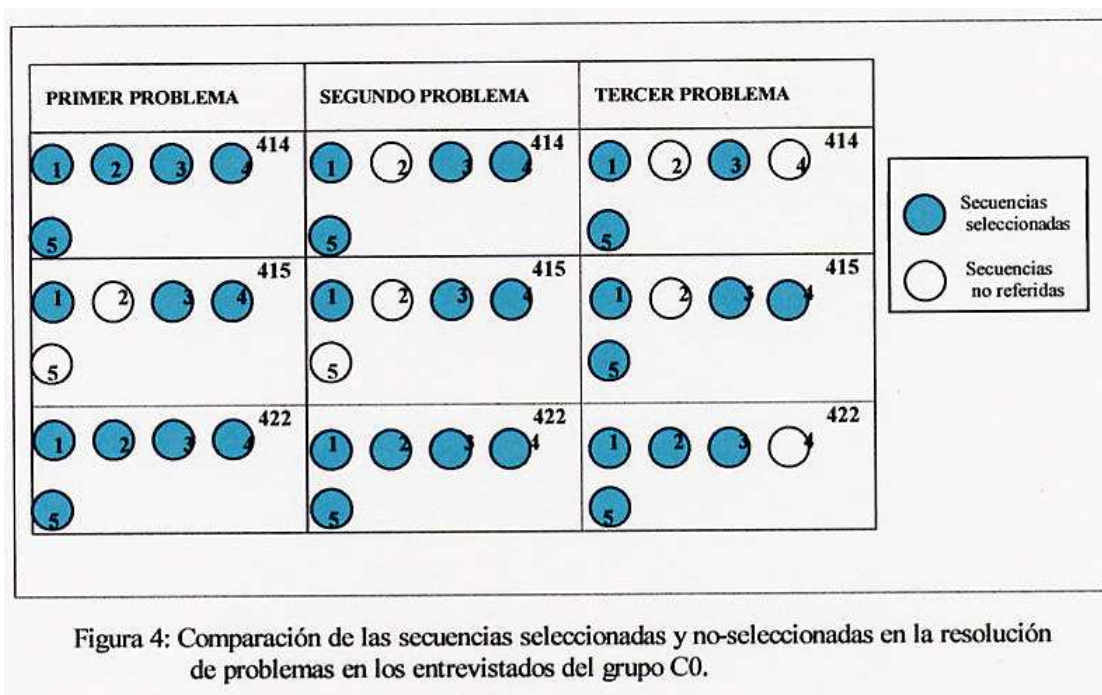 PRIMER PROBLEMA
SEGUNDO PROBLEMA
TERCER PROBLEMA
1 2 3 4 414
5
1 2 3 4 414
5
1 2 3 4 414
5
1 2 3 4 415
5
1 2 3 4 415
5
1 2 3 4 415
5
1 2 3 4 422
5
1 2 3 4 422
5
1 2 3 4 422
5
Secuencias
seleccionadas
Secuencias
no referidas
Figura 4: Comparación de las secuencias seleccionadas y no-seleccionadas en la resolución
de problemas en los entrevistados del grupo C0.